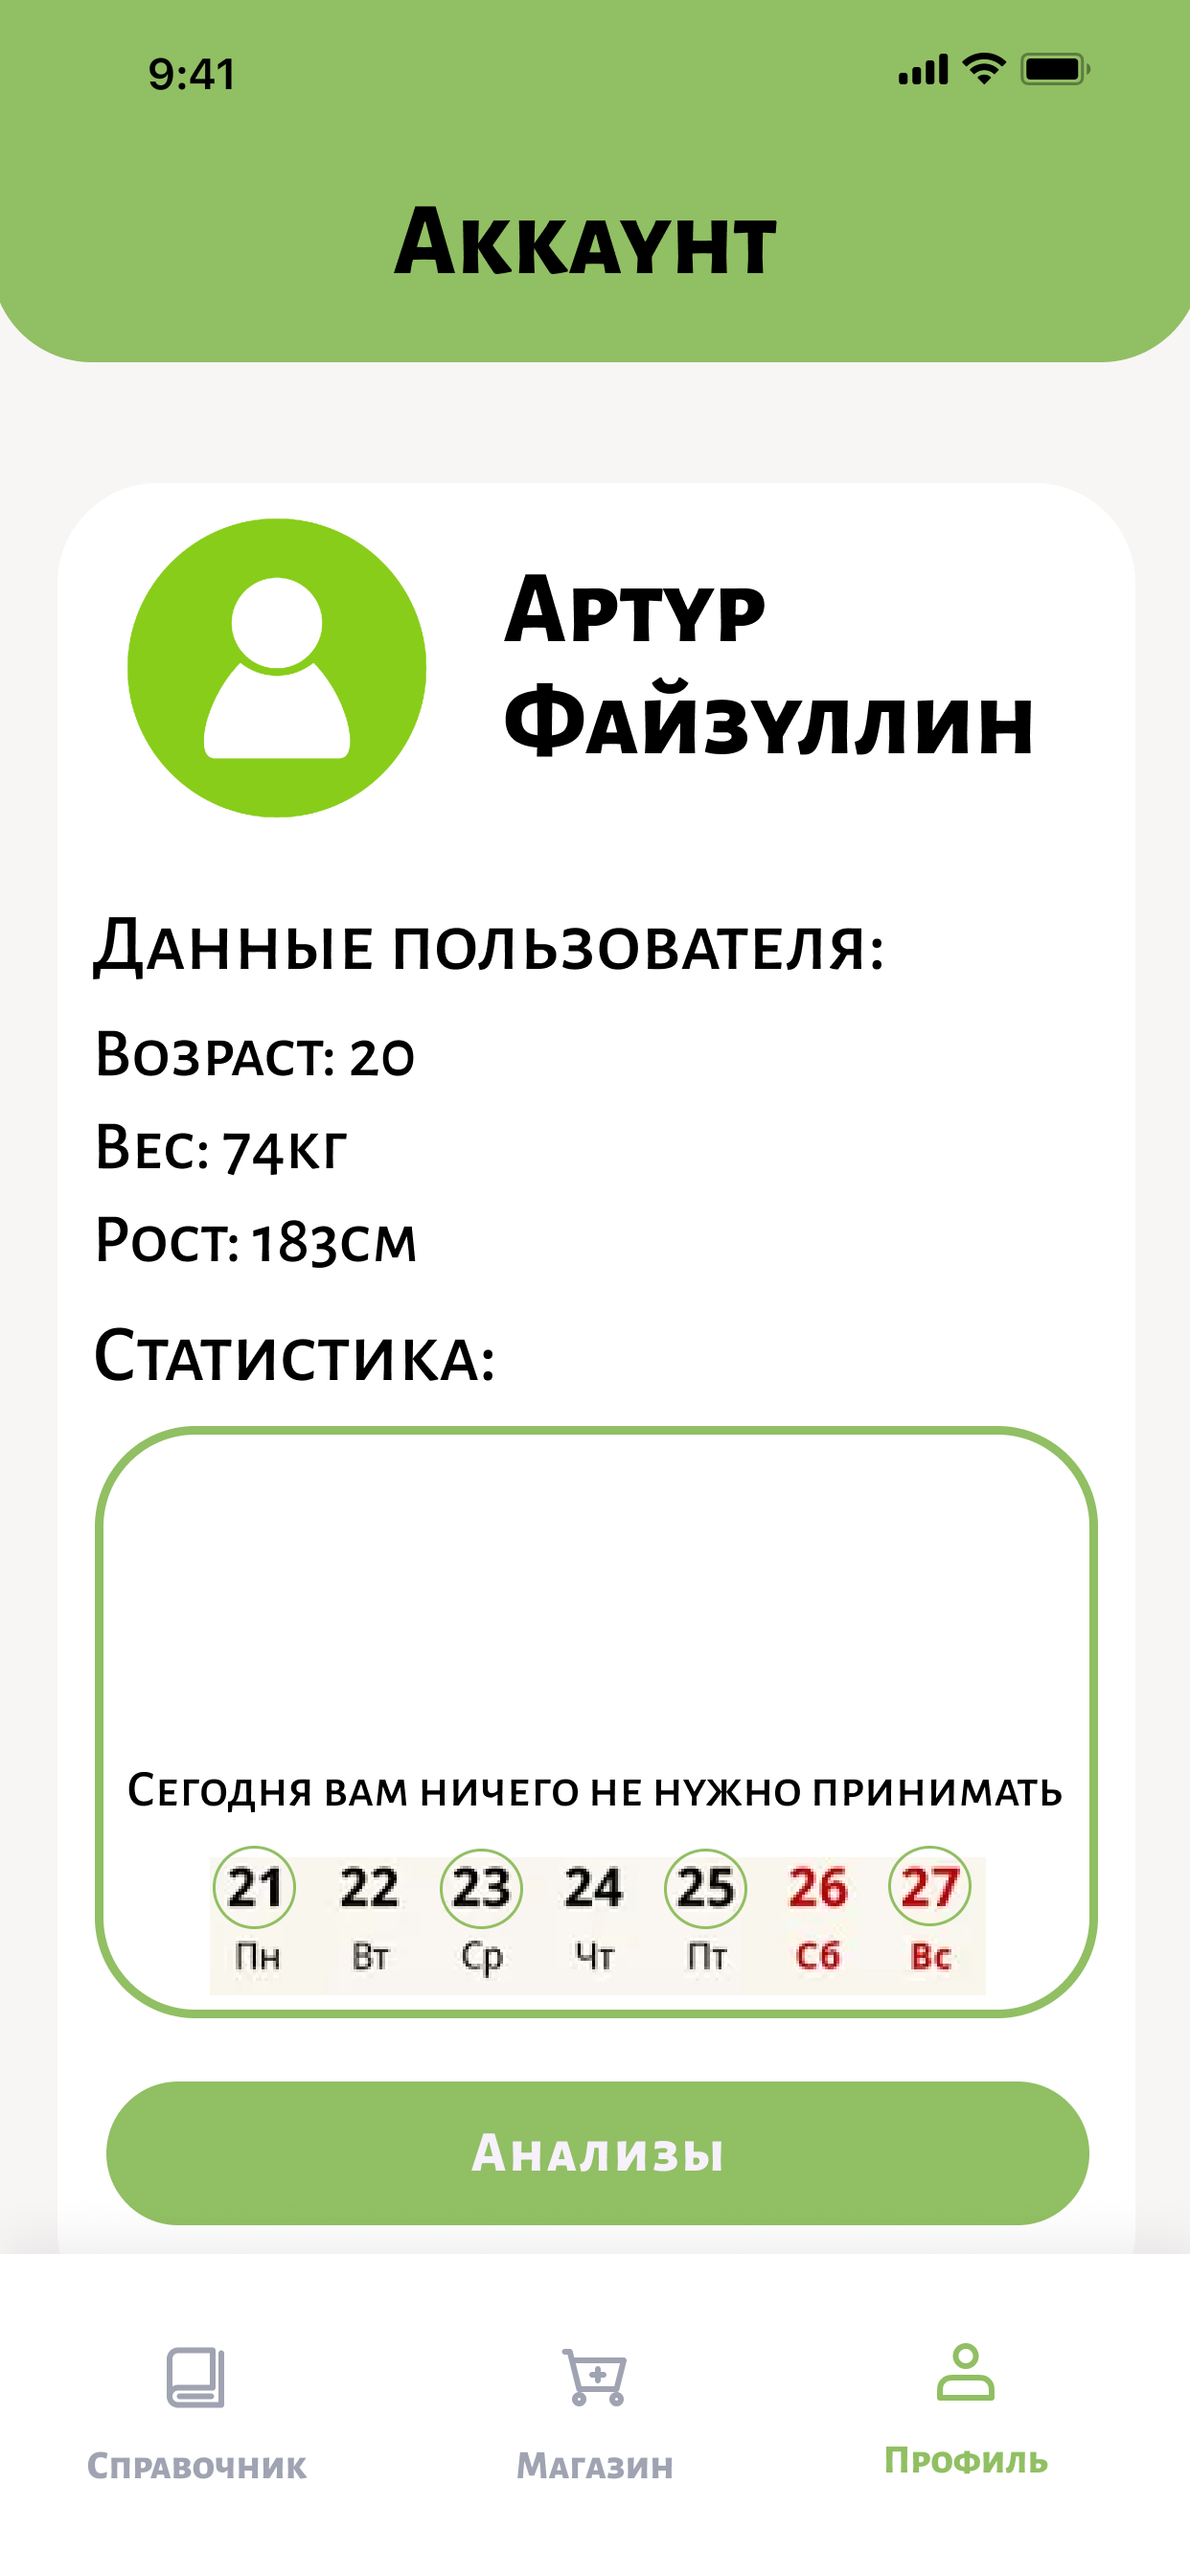 9:41
Аккаунт
Артур
Файзуллин
Данные пользователя:
Возраст: 20
Вес: 74кг
Рост: 183см
Статистика:
Сегодня вам ничего не нужно принимать
21 22 23 24 25 26 27
Пн Вт Ср Чт Пт Сб Вс
Анализы
Справочник Магазин Профиль